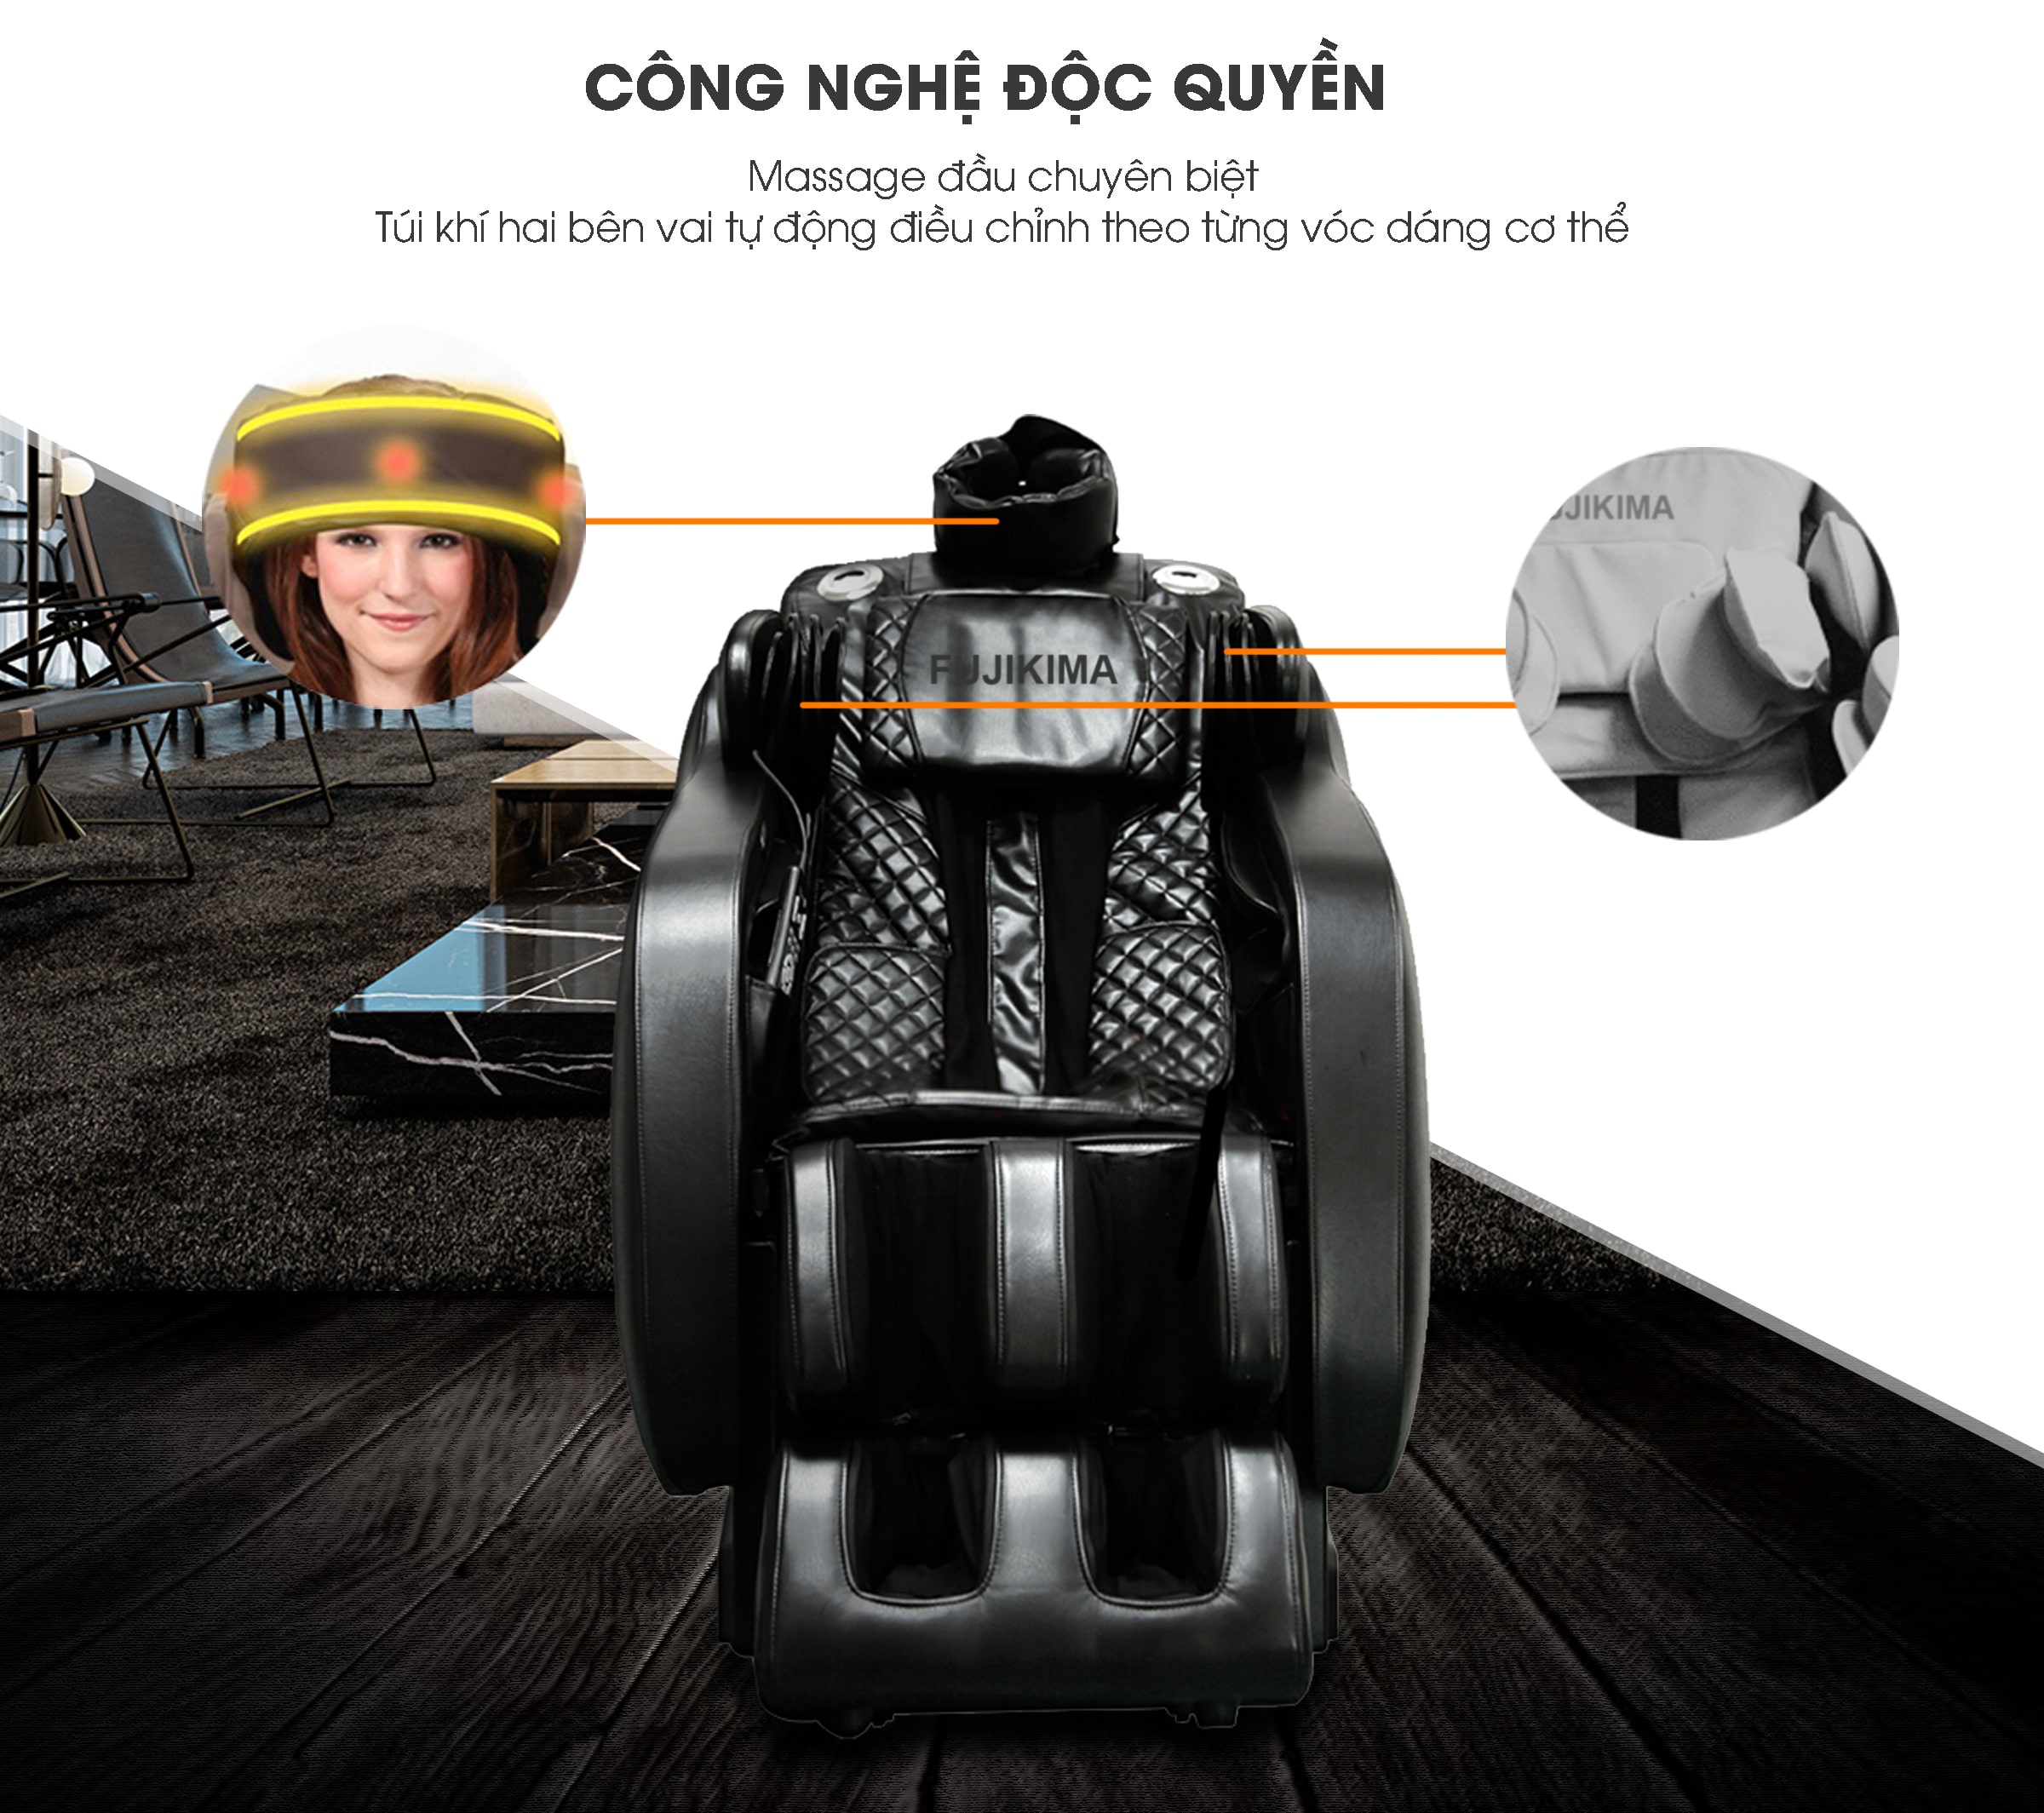 CÔNG NGHỆ ĐỘC QUYỀN
Massage đầu chuyên biệt
Túi khí hai bên vai tự động điều chỉnh theo từng vóc dáng cơ thể
UJIKIMA
FUJIKIMA